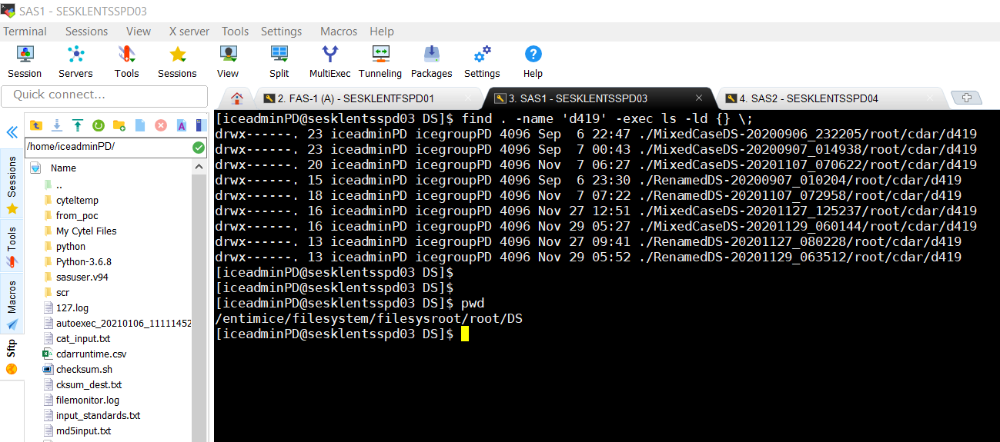 SAS1 - SESKLENTSSPD03
Terminal Sessions View X server Tools Settings Macros Help
Session Servers Tools Sessions View Split MultiExec Tunneling Packages Settings Help
Quick connect...
2. FAS-1 (A) - SESKLENTFSPD01
3. SAS1 - SESKLENTSSPD03
4. SAS2 - SESKLENTSSPD04
Sessions
Tools
Macros
Sftp
/home/iceadminPD/
Name
..
cyteltemp
from_poc
My Cytel Files
python
Python-3.6.8
sasuser.v94
scr
127.log
autoexec_20210106_11111452
cat_input.txt
cdarruntime.csv
checksum.sh
cksum_dest.txt
filemonitor.log
input_standards.txt
md5input.txt
[iceadminPD@sesklentsspd03 DS]$ find . -name 'd419' -exec ls -ld {} \;
drwx------. 23 iceadminPD icegroupPD 4096 Sep  6 22:47 ./MixedCaseDS-20200906_232205/root/cdar/d419
drwx------. 23 iceadminPD icegroupPD 4096 Sep  7 00:43 ./MixedCaseDS-20200907_014938/root/cdar/d419
drwx------. 20 iceadminPD icegroupPD 4096 Nov  7 06:27 ./MixedCaseDS-20201107_070622/root/cdar/d419
drwx------. 15 iceadminPD icegroupPD 4096 Sep  6 23:30 ./RenamedDS-20200907_010204/root/cdar/d419
drwx------. 18 iceadminPD icegroupPD 4096 Nov  7 07:22 ./RenamedDS-20201107_072958/root/cdar/d419
drwx------. 16 iceadminPD icegroupPD 4096 Nov 27 12:51 ./MixedCaseDS-20201127_125237/root/cdar/d419
drwx------. 16 iceadminPD icegroupPD 4096 Nov 29 05:27 ./MixedCaseDS-20201129_060144/root/cdar/d419
drwx------. 13 iceadminPD icegroupPD 4096 Nov 27 09:41 ./RenamedDS-20201127_080228/root/cdar/d419
drwx------. 13 iceadminPD icegroupPD 4096 Nov 29 05:52 ./RenamedDS-20201129_063512/root/cdar/d419
[iceadminPD@sesklentsspd03 DS]$
[iceadminPD@sesklentsspd03 DS]$
[iceadminPD@sesklentsspd03 DS]$ pwd
/entimice/filesystem/filesysroot/root/DS
[iceadminPD@sesklentsspd03 DS]$